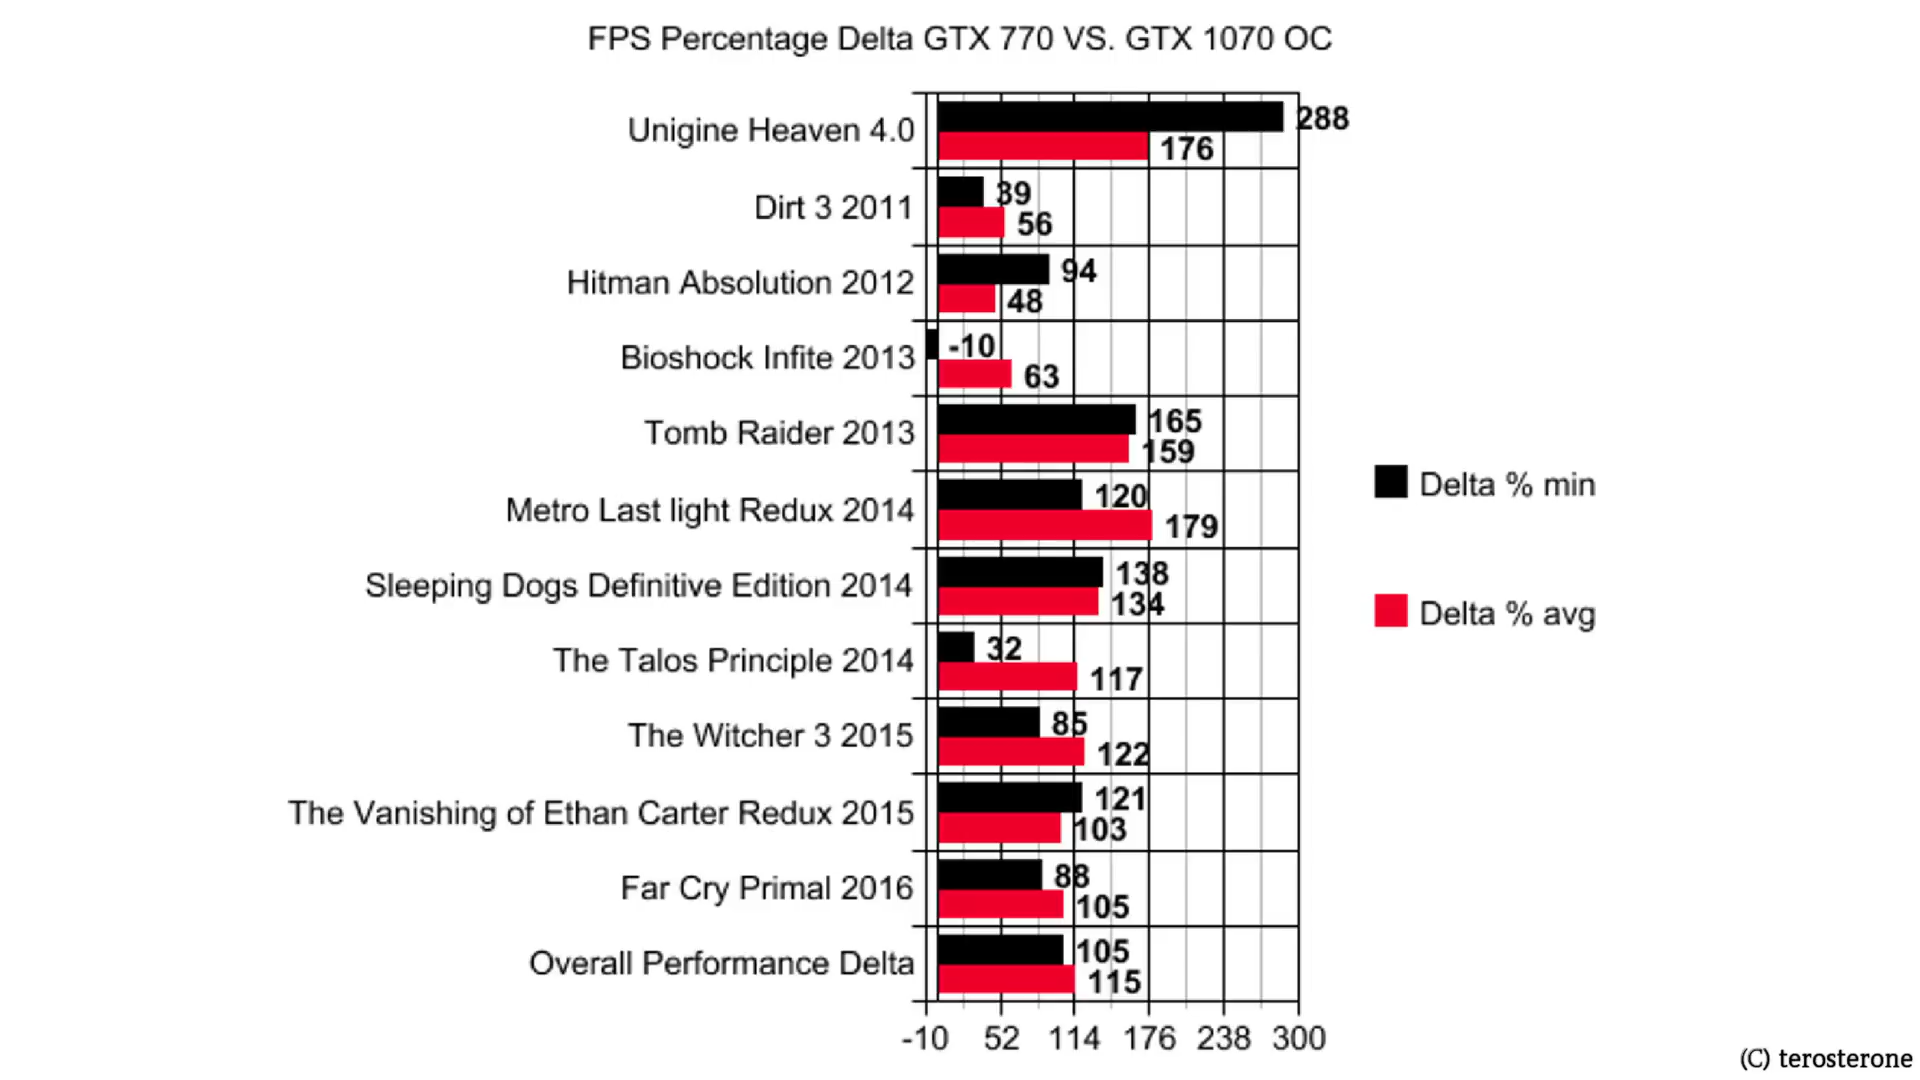 FPS Percentage Delta GTX 770 VS. GTX 1070 OC
Unigine Heaven 4.0
288
176
Dirt 3 2011
39
56
Hitman Absolution 2012
94
48
Bioshock Infite 2013
-10
63
Tomb Raider 2013
165
159
Metro Last light Redux 2014
120
179
Sleeping Dogs Definitive Edition 2014
138
134
The Talos Principle 2014
32
117
The Witcher 3 2015
85
122
The Vanishing of Ethan Carter Redux 2015
121
103
Far Cry Primal 2016
88
105
Overall Performance Delta
105
115
-10 52 114 176 238 300
Delta % min
Delta % avg
(C) terosterone